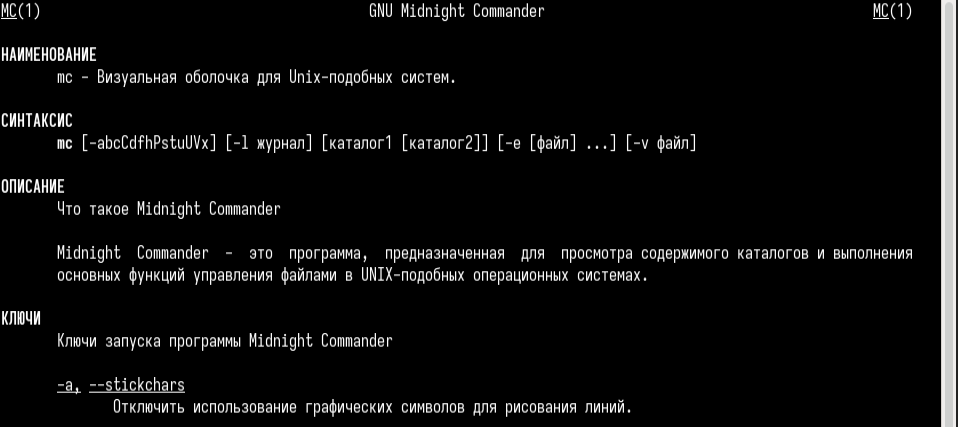 MC(1) GNU Midnight Commander MC(1)
НАИМЕНОВАНИЕ
mc - Визуальная оболочка для Unix-подобных систем.
СИНТАКСИС
mc [-abcCdfhPstuUVx] [-l журнал] [каталог1 [каталог2]] [-e [файл] ...] [-v файл]
ОПИСАНИЕ
Что такое Midnight Commander
Midnight Commander - это программа, предназначенная для просмотра содержимого каталогов и выполнения
основных функций управления файлами в UNIX-подобных операционных системах.
КЛЮЧИ
Ключи запуска программы Midnight Commander
-a, --stickchars
Отключить использование графических символов для рисования линий.